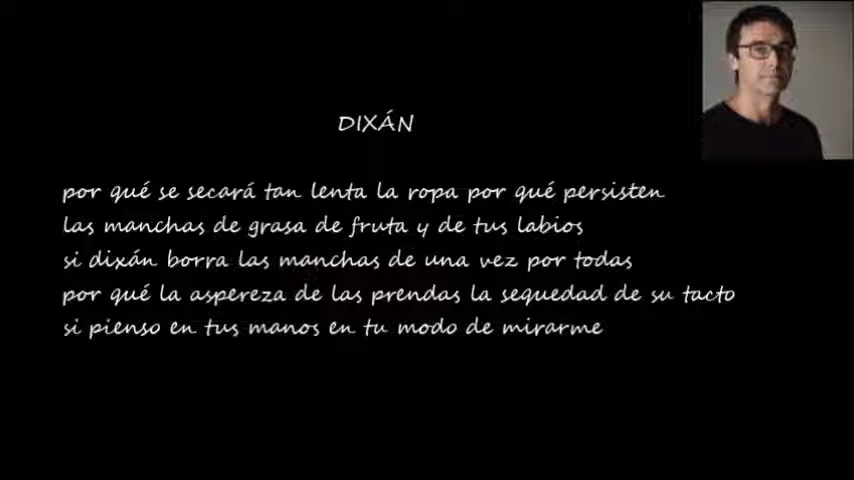 DIXÁN
por qué se secará tan lenta la ropa por qué persisten
las manchas de grasa de fruta y de tus labios
si dixán borra las manchas de una vez por todas
por qué la aspereza de las prendas la sequedad de su tacto
si pienso en tus manos en tu modo de mirarme